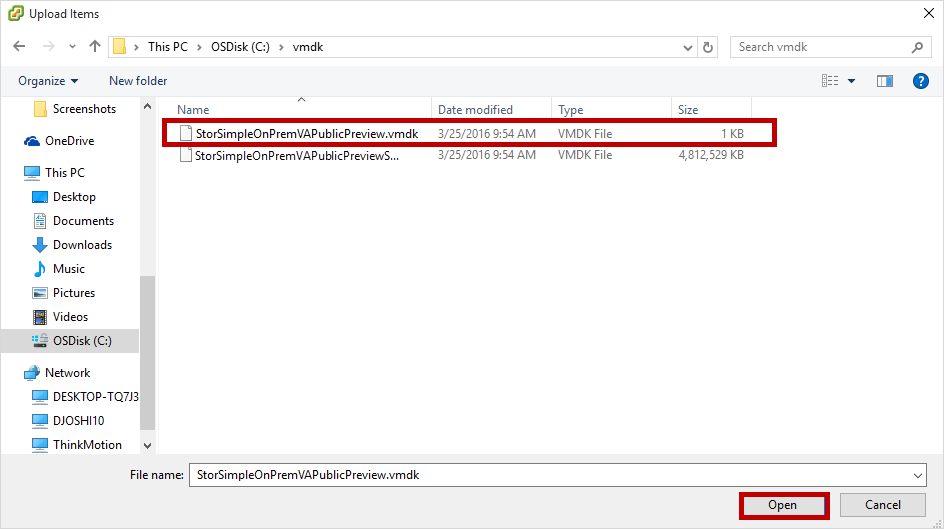 Upload Items
This PC > OSDisk (C:) > vmdk
Search vmdk
Organize
New folder
?
Name Date modified Type Size
StorSimpleOnPremVAPublicPreview.vmdk 3/25/2016 9:54 AM VMDK File 1 KB
StorSimpleOnPremVAPublicPreviewS... 3/25/2016 9:54 AM VMDK File 4,812,529 KB
Screenshots
OneDrive
This PC
Desktop
Documents
Downloads
Music
Pictures
Videos
OSDisk (C:)
Network
DESKTOP-TQ7J3
DJOSHI10
ThinkMotion
File name: StorSimpleOnPremVAPublicPreview.vmdk
Open Cancel